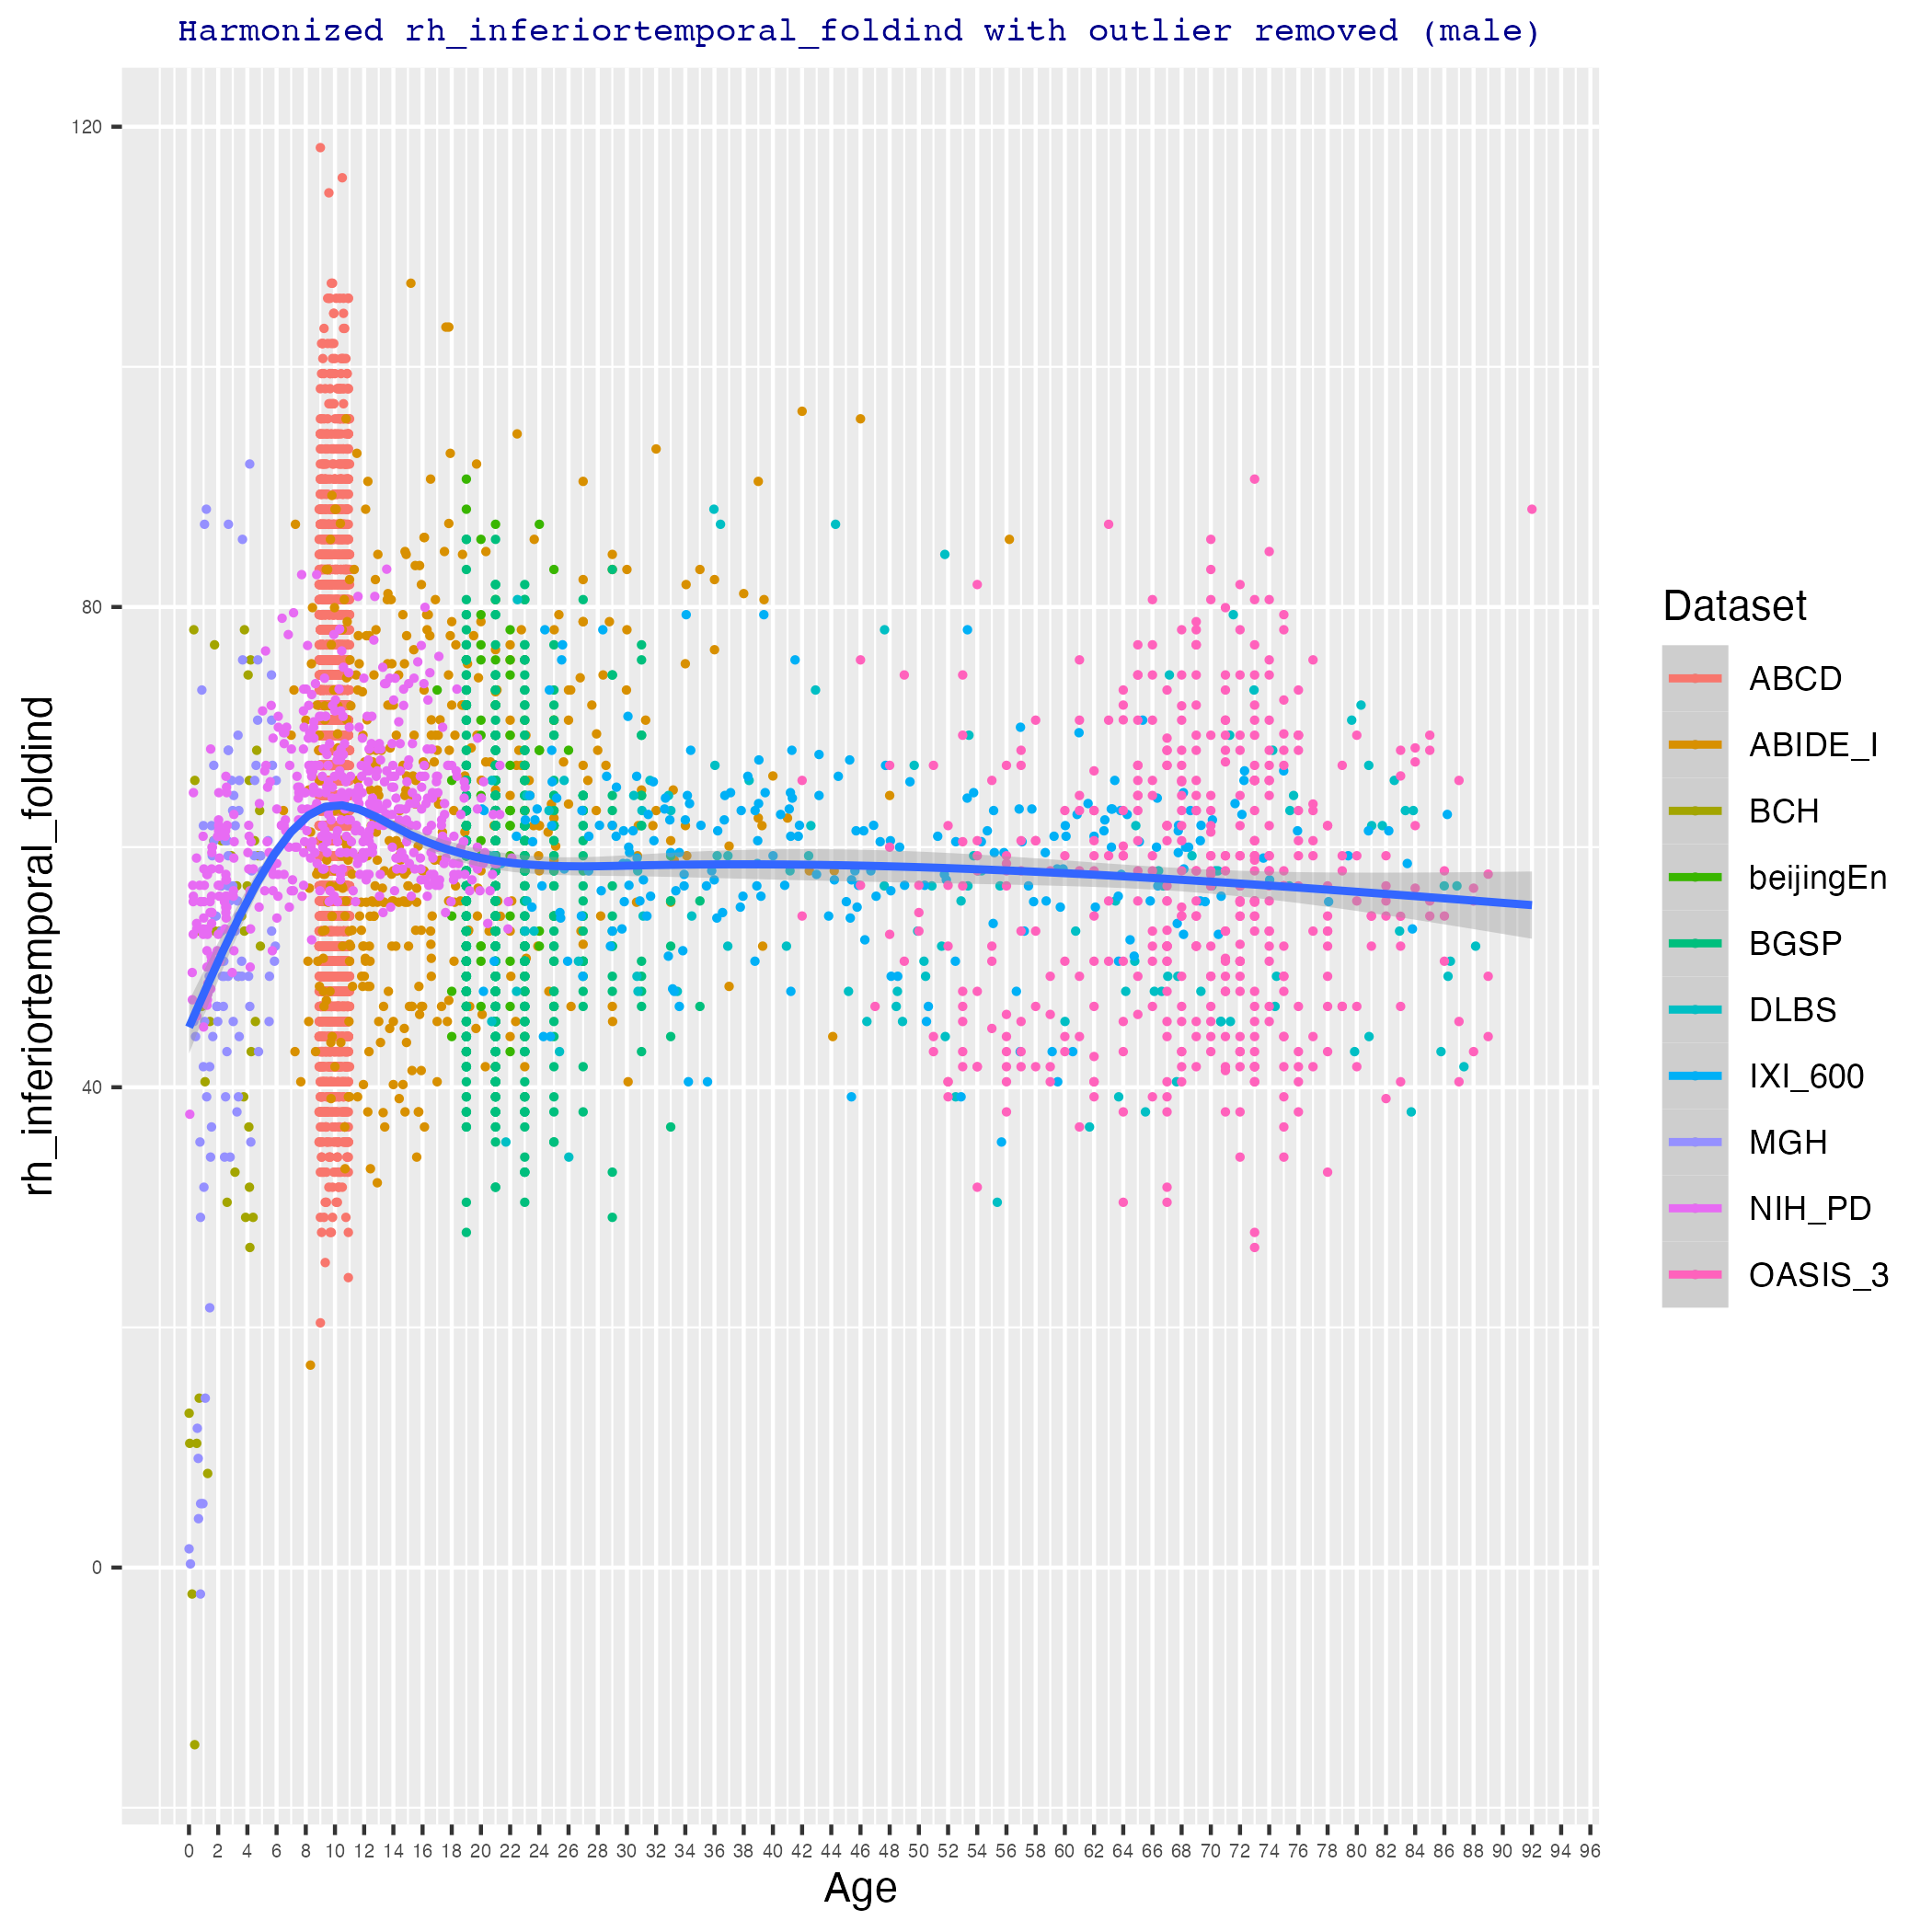 Harmonized rh_inferiortemporal_foldind with outlier removed (male)
rh_inferiortemporal_foldind
120
80
40
0
0 2 4 6 8 10 12 14 16 18 20 22 24 26 28 30 32 34 36 38 40 42 44 46 48 50 52 54 56 58 60 62 64 66 68 70 72 74 76 78 80 82 84 86 88 90 92 94 96
Age
Dataset
ABCD
ABIDE_I
BCH
beijingEn
BGSP
DLBS
IXI_600
MGH
NIH_PD
OASIS_3